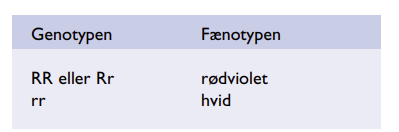 Genotypen Fænotypen
RR eller Rr rødviolet
rr hvid